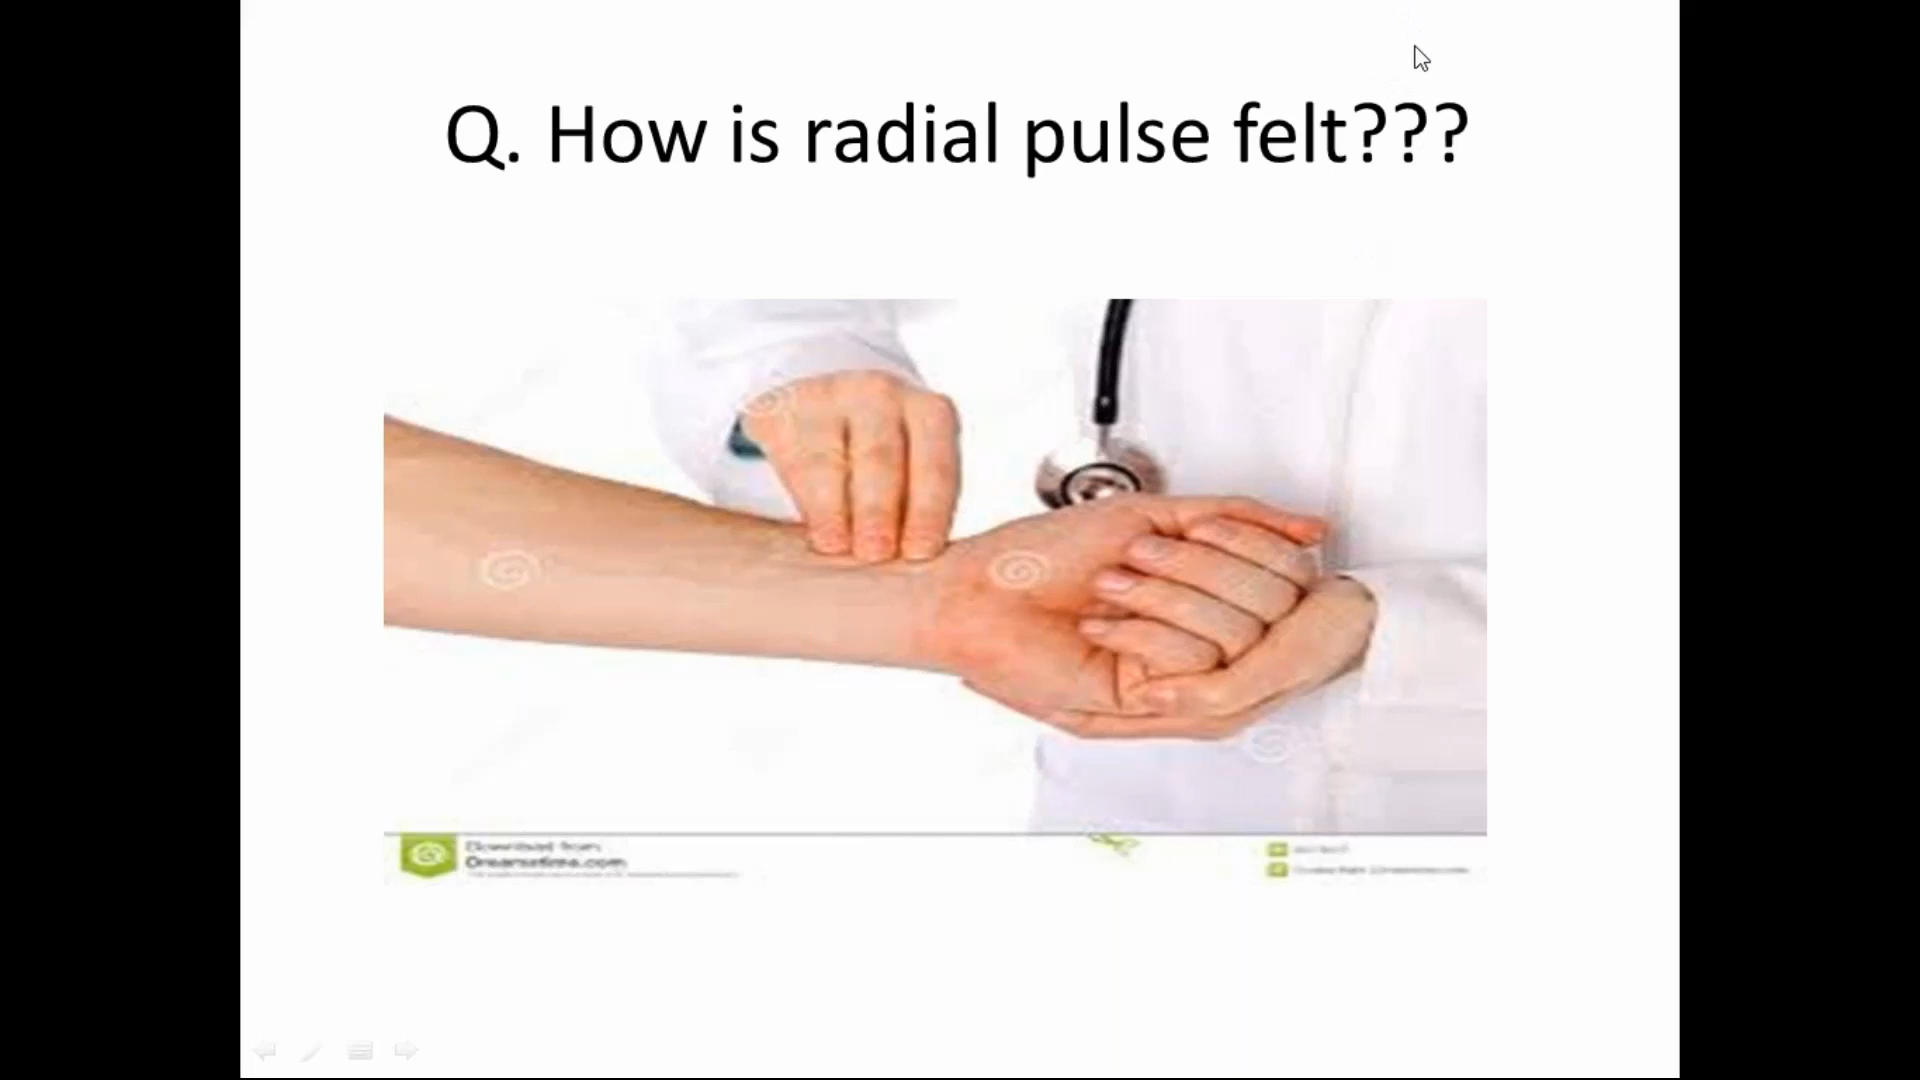 Q. How is radial pulse felt???
Download from
Dreamstime.com